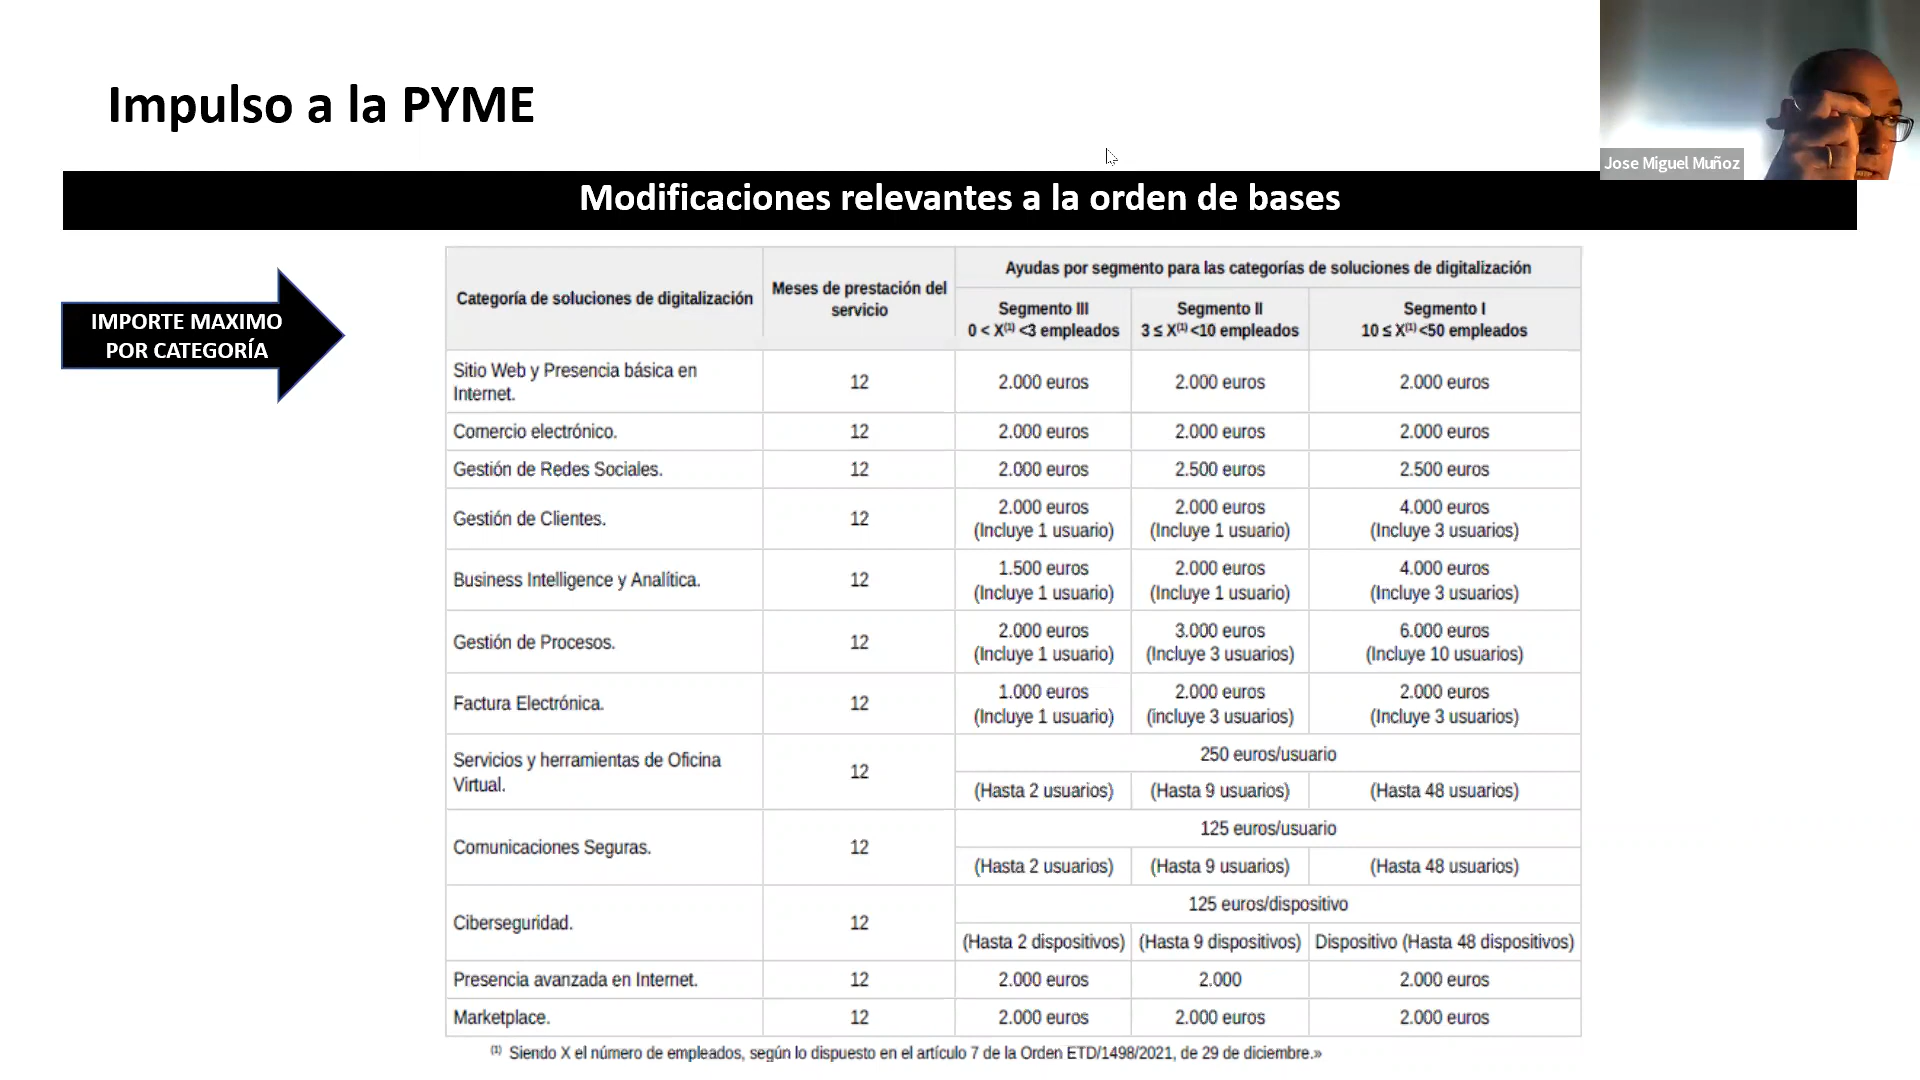 Impulso a la PYME
Jose Miguel Muñoz
Modificaciones relevantes a la orden de bases
IMPORTE MAXIMO
POR CATEGORÍA
Categoría de soluciones de digitalización
Meses de prestación del
servicio
Ayudas por segmento para las categorías de soluciones de digitalización
Segmento III
0 < X(1) <3 empleados
Segmento II
3 ≤ X(1) <10 empleados
Segmento I
10 ≤ X(1) <50 empleados
Sitio Web y Presencia básica en
Internet.
12
2.000 euros
2.000 euros
2.000 euros
Comercio electrónico.
12
2.000 euros
2.000 euros
2.000 euros
Gestión de Redes Sociales.
12
2.000 euros
2.500 euros
2.500 euros
Gestión de Clientes.
12
2.000 euros
(Incluye 1 usuario)
2.000 euros
(Incluye 1 usuario)
4.000 euros
(Incluye 3 usuarios)
Business Intelligence y Analítica.
12
1.500 euros
(Incluye 1 usuario)
2.000 euros
(Incluye 1 usuario)
4.000 euros
(Incluye 3 usuarios)
Gestión de Procesos.
12
2.000 euros
(Incluye 1 usuario)
3.000 euros
(Incluye 3 usuarios)
6.000 euros
(Incluye 10 usuarios)
Factura Electrónica.
12
1.000 euros
(Incluye 1 usuario)
2.000 euros
(incluye 3 usuarios)
2.000 euros
(Incluye 3 usuarios)
Servicios y herramientas de Oficina
Virtual.
12
250 euros/usuario
(Hasta 2 usuarios)
(Hasta 9 usuarios)
(Hasta 48 usuarios)
Comunicaciones Seguras.
12
125 euros/usuario
(Hasta 2 usuarios)
(Hasta 9 usuarios)
(Hasta 48 usuarios)
Ciberseguridad.
12
125 euros/dispositivo
(Hasta 2 dispositivos)
(Hasta 9 dispositivos)
Dispositivo (Hasta 48 dispositivos)
Presencia avanzada en Internet.
12
2.000 euros
2.000
2.000 euros
Marketplace.
12
2.000 euros
2.000 euros
2.000 euros
(1) Siendo X el número de empleados, según lo dispuesto en el artículo 7 de la Orden ETD/1498/2021, de 29 de diciembre.»